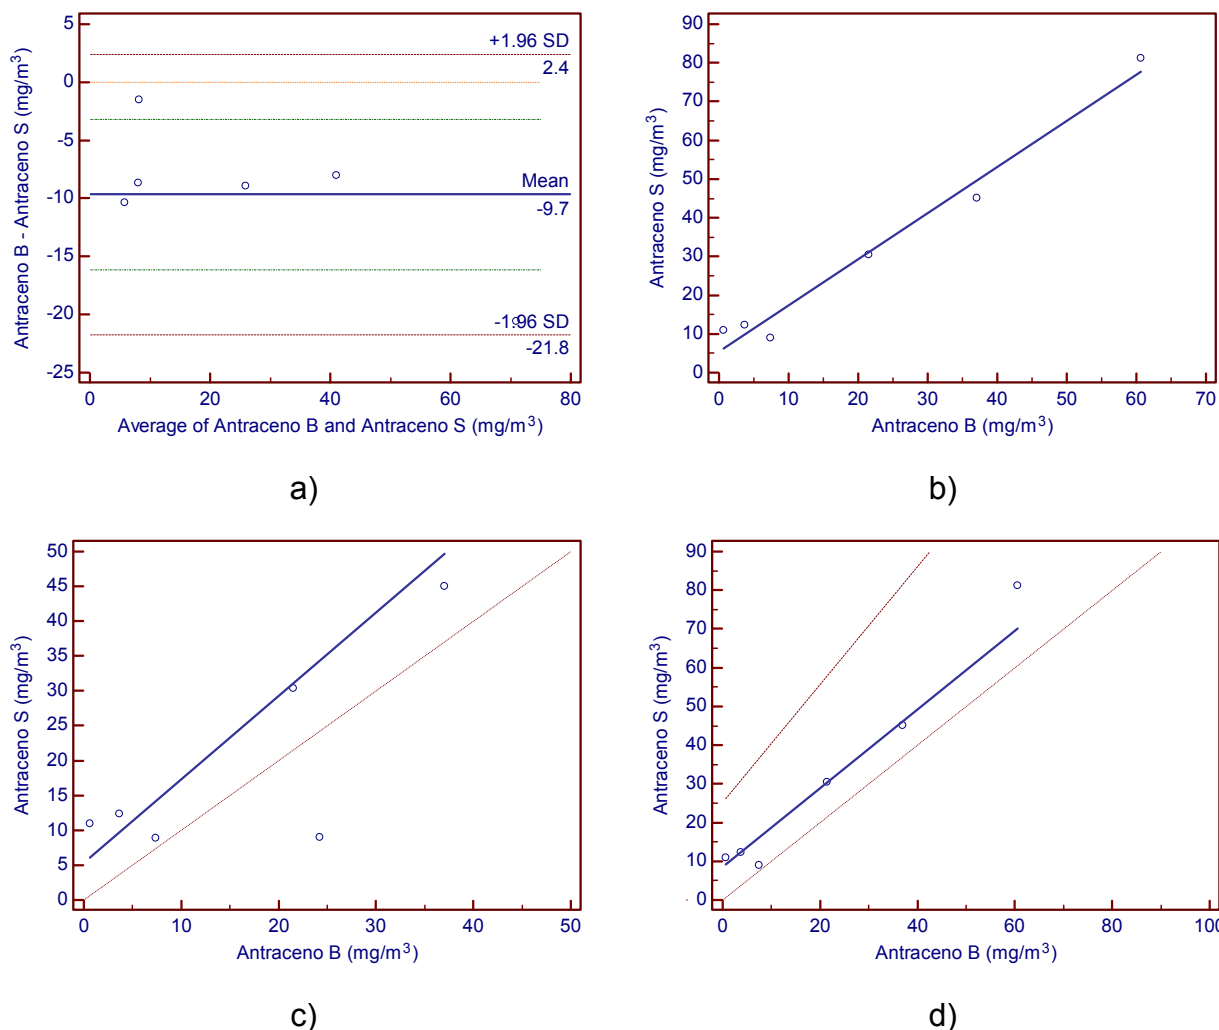 5
0
-5
-10
-15
-20
-25
0 20 40 60 80
Antraceno B - Antraceno S (mg/m³)
Average of Antraceno B and Antraceno S (mg/m³)
+1.96 SD
2.4
Mean
-9.7
-1.96 SD
-21.8
a)
90
80
70
60
50
40
30
20
10
0
0 10 20 30 40 50 60 70
Antraceno S (mg/m³)
Antraceno B (mg/m³)
b)
50
45
40
35
30
25
20
15
10
5
0
0 10 20 30 40 50
Antraceno S (mg/m³)
Antraceno B (mg/m³)
c)
90
80
70
60
50
40
30
20
10
0
0 20 40 60 80 100
Antraceno S (mg/m³)
Antraceno B (mg/m³)
d)